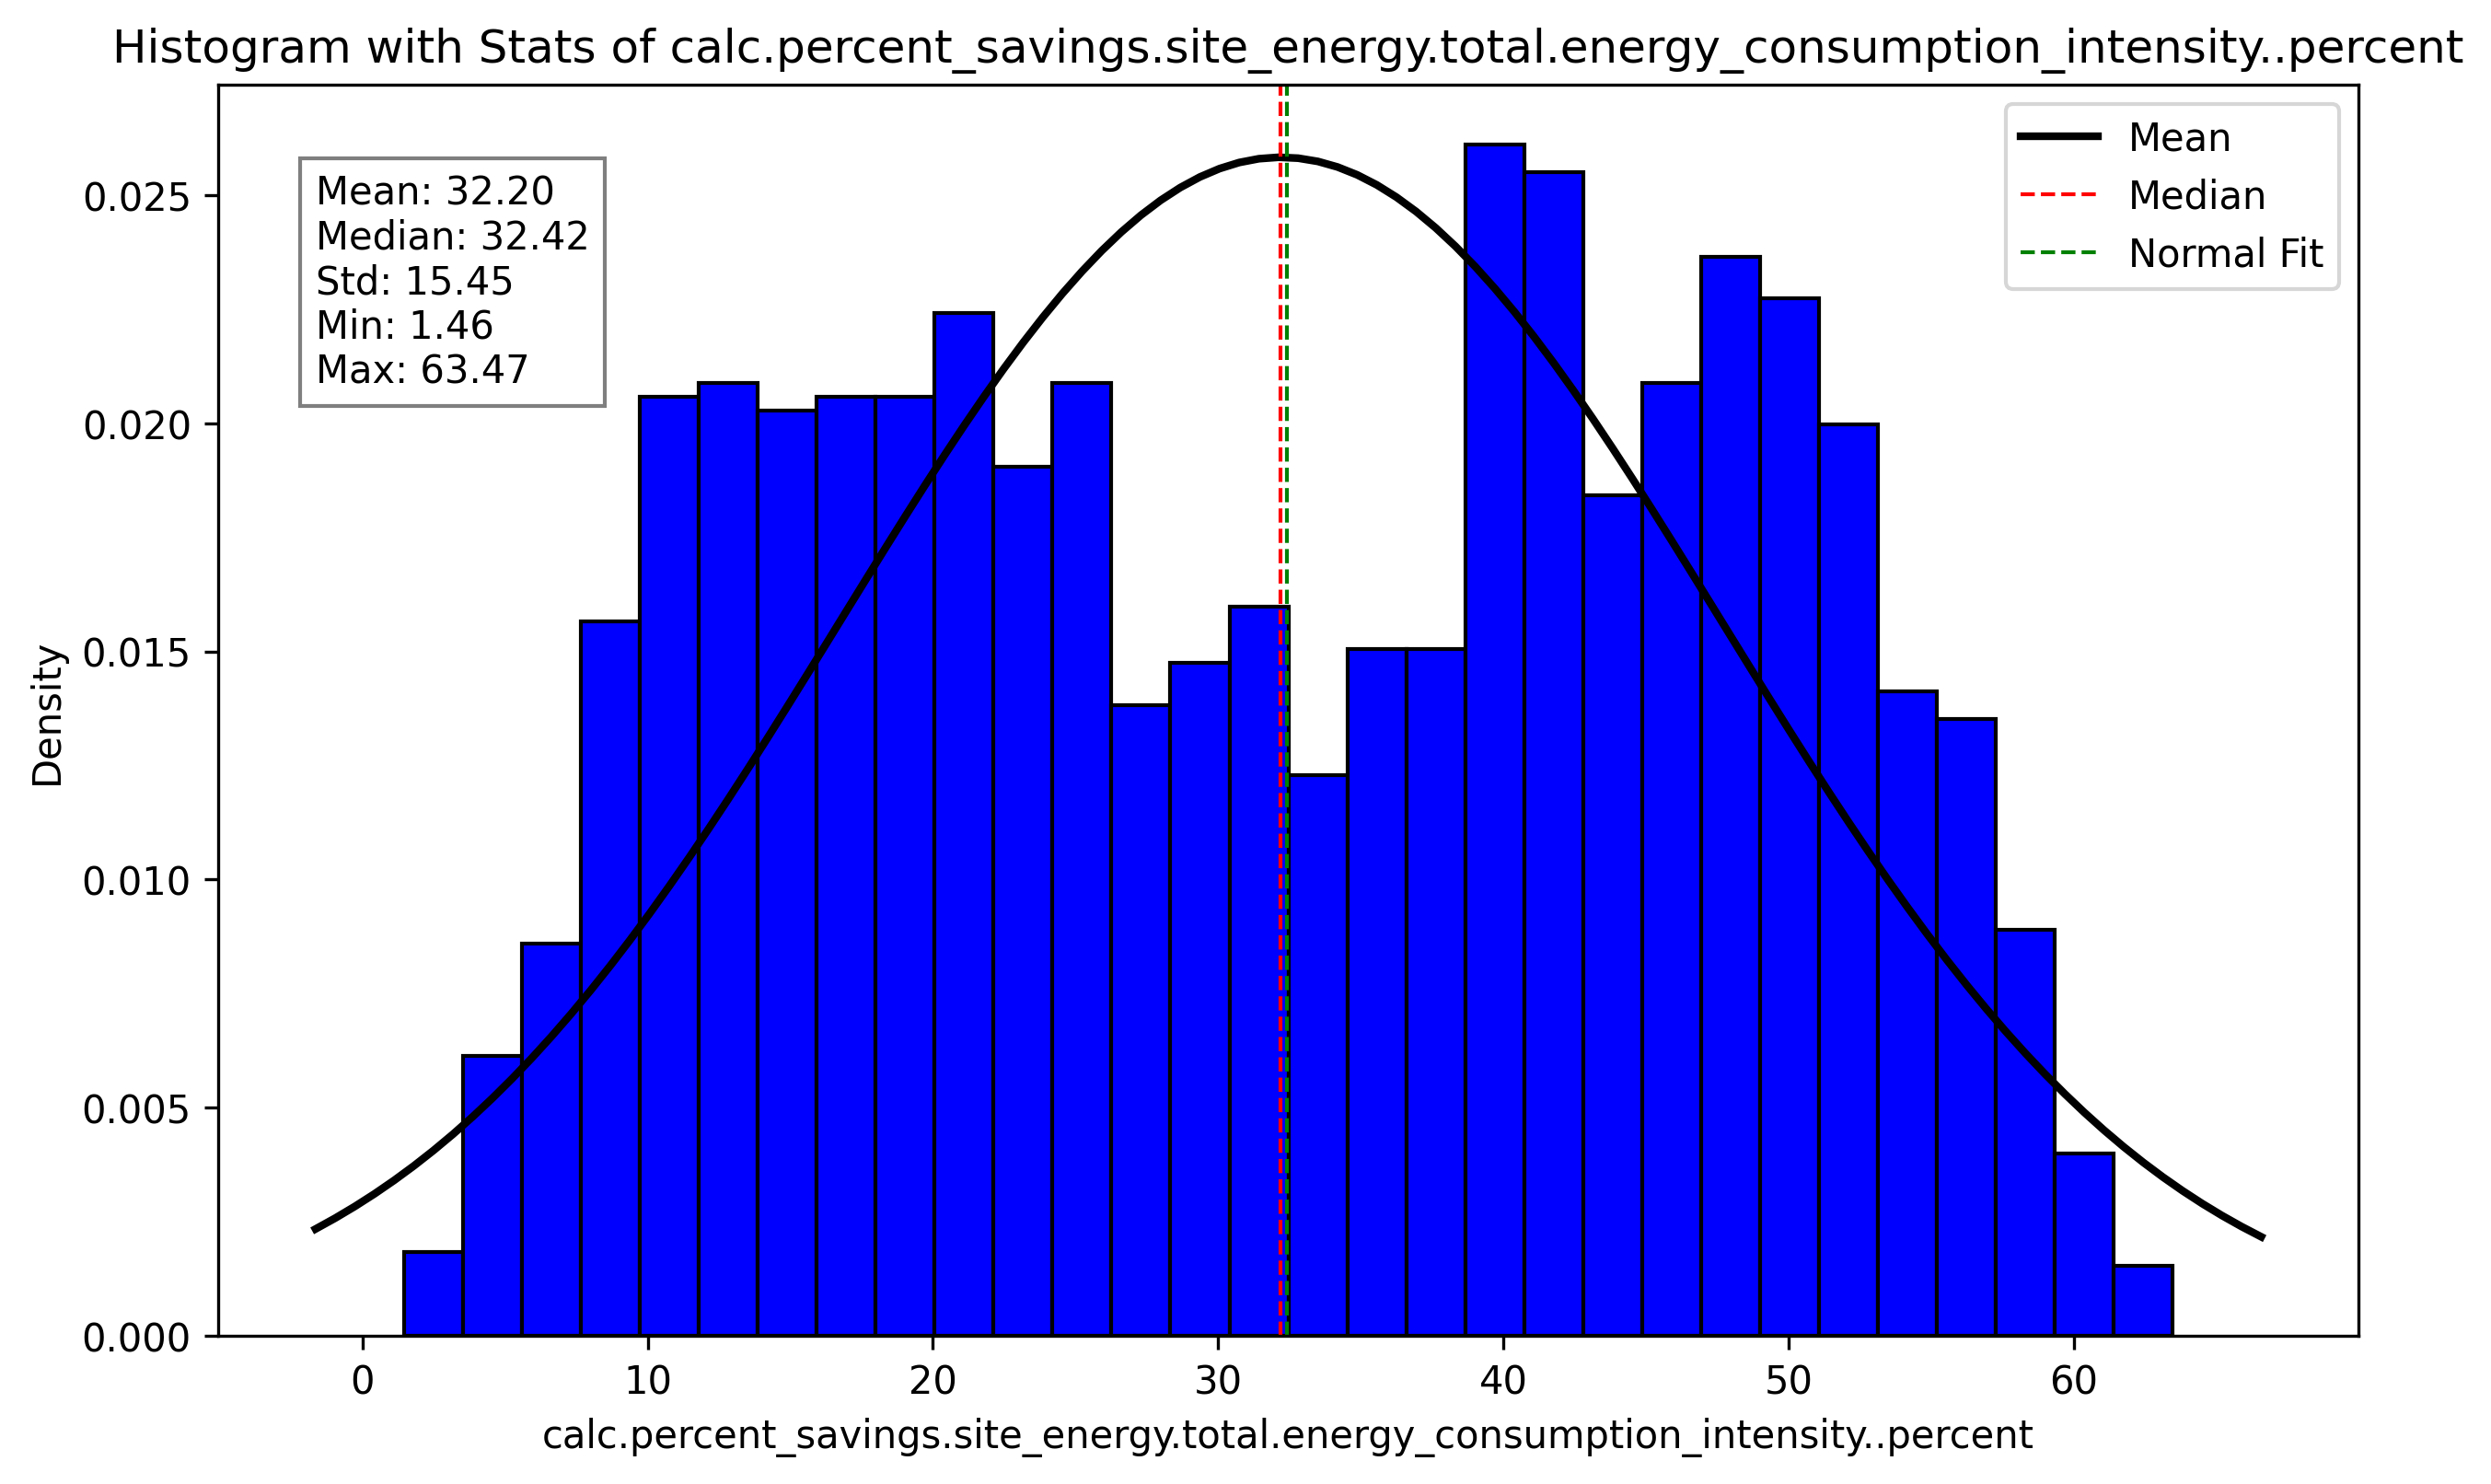 Histogram with Stats of calc.percent_savings.site_energy.total.energy_consumption_intensity..percent
Mean: 32.20
Median: 32.42
Std: 15.45
Min: 1.46
Max: 63.47
Mean
Median
Normal Fit
Density
0.025
0.020
0.015
0.010
0.005
0.000
0
10
20
30
40
50
60
calc.percent_savings.site_energy.total.energy_consumption_intensity..percent